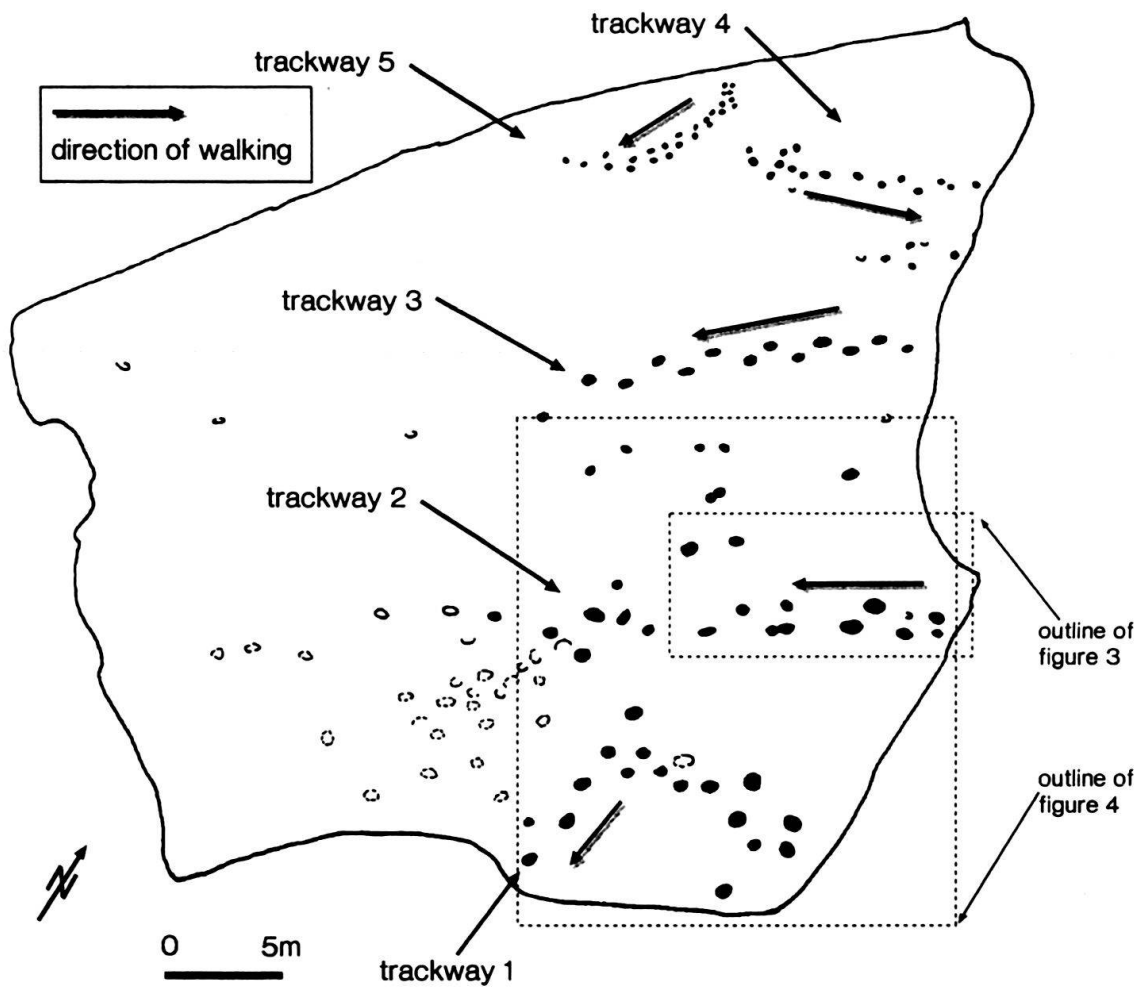 trackway 4
trackway 5
direction of walking
trackway 3
trackway 2
outline of
figure 3
outline of
figure 4
N
0 5m
trackway 1